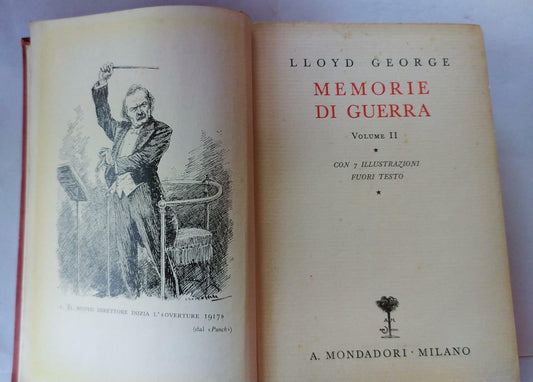 IL NUOVO DIRETTORE INIZIA L'«OVERTURE 1917»
(dal «Punch»)
LLOYD GEORGE
MEMORIE
DI GUERRA
VOLUME II
CON 7 ILLUSTRAZIONI
FUORI TESTO
A. MONDADORI · MILANO